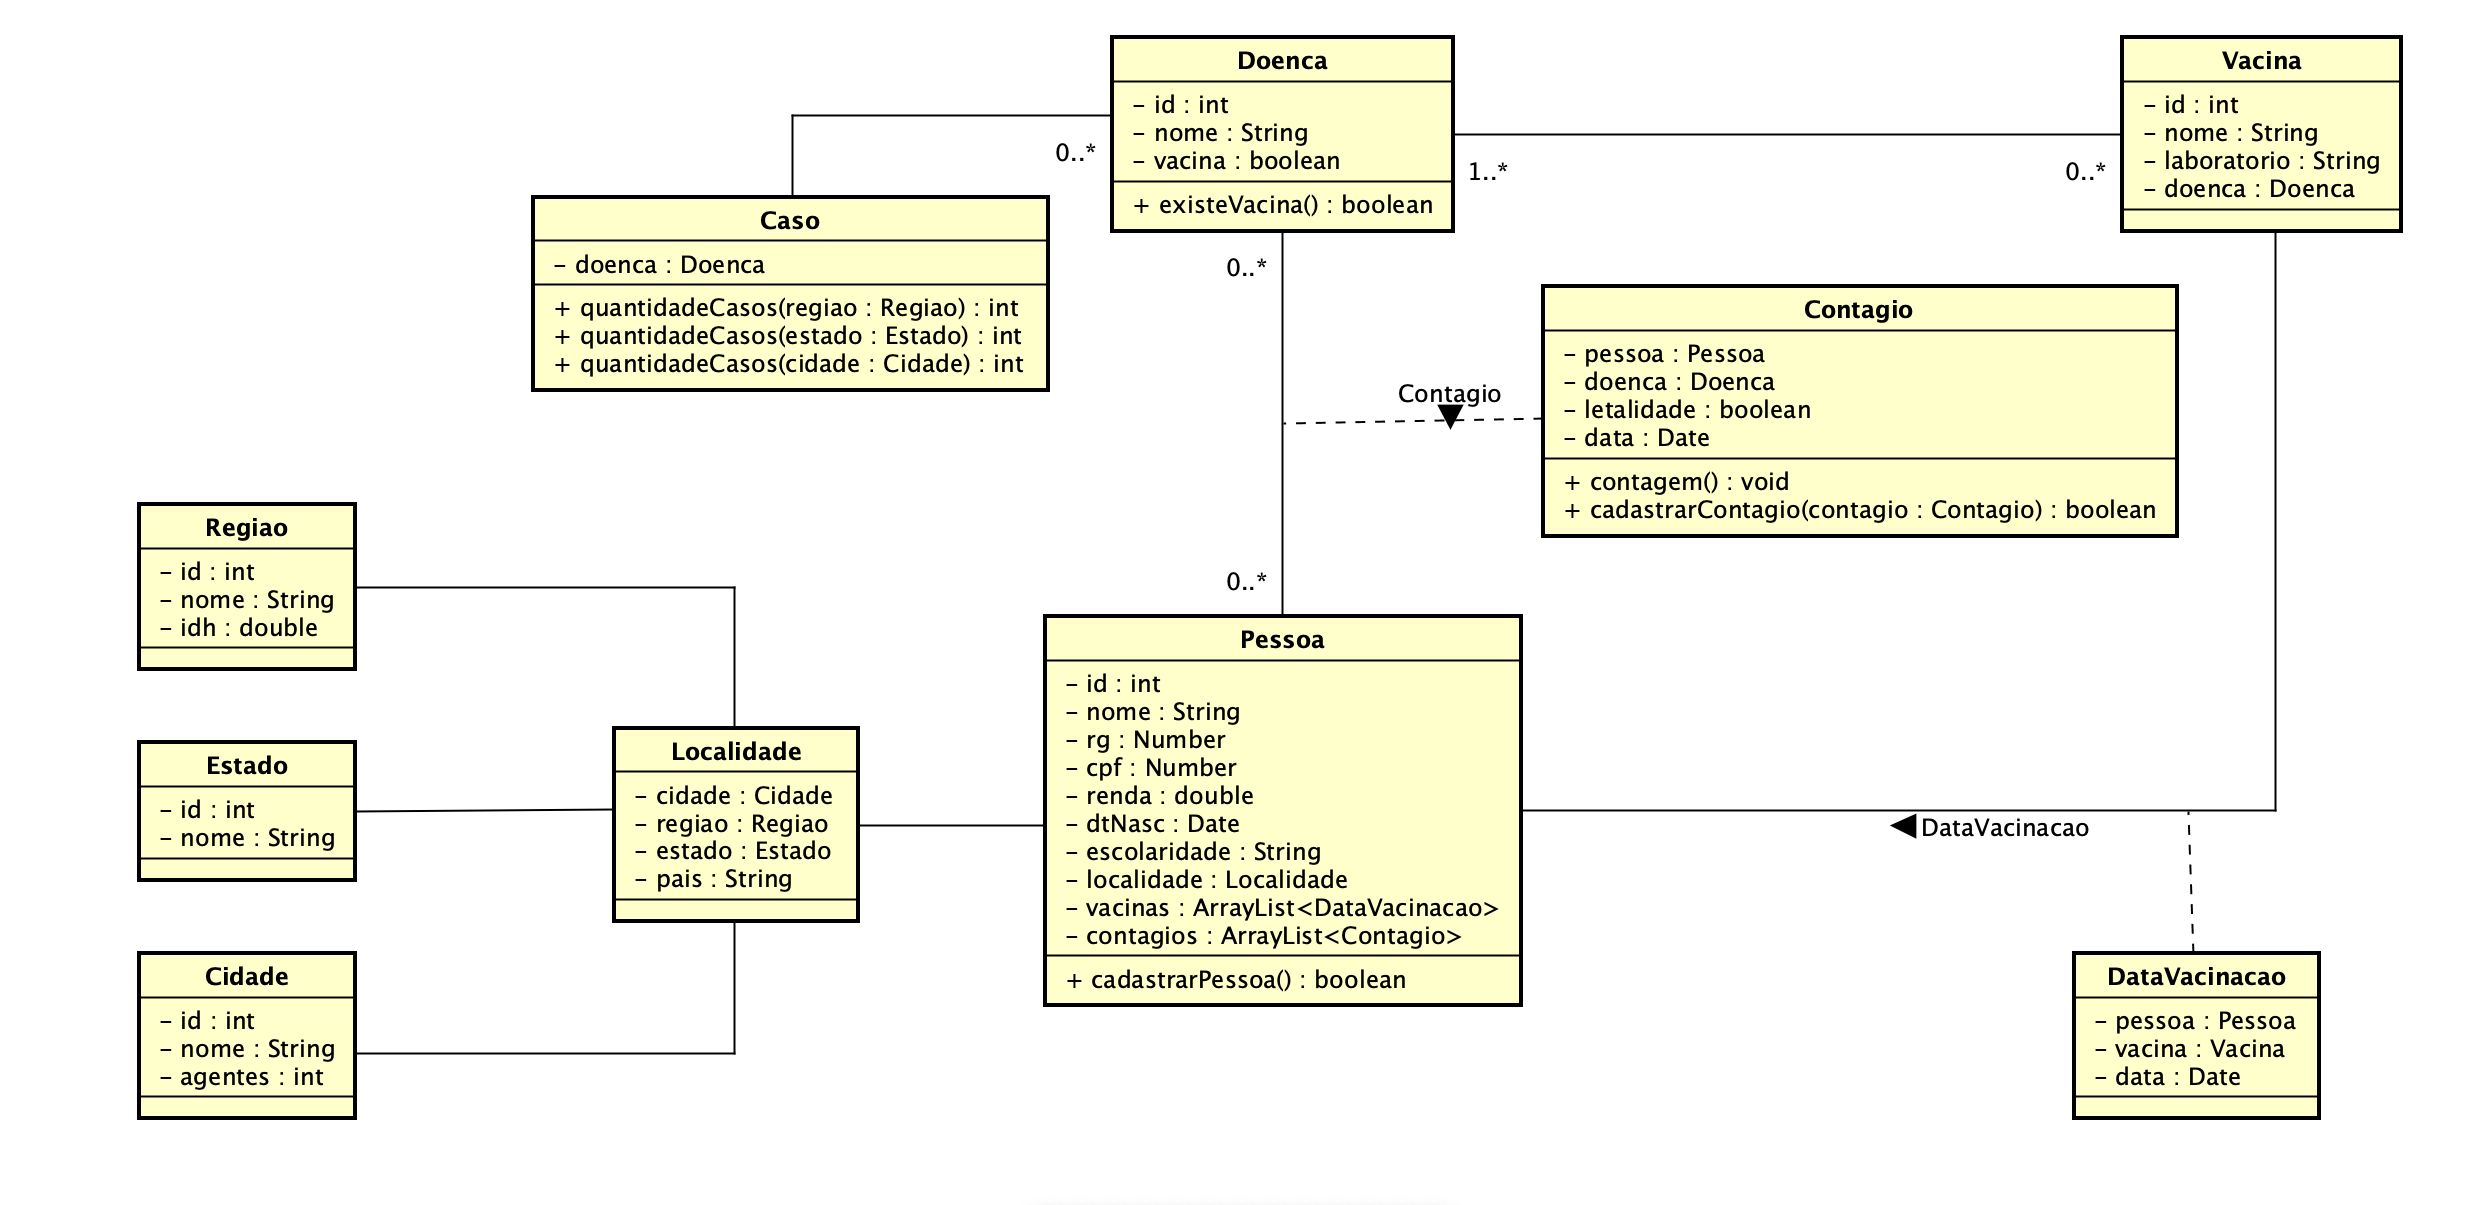 Doenca
- id : int
- nome : String
- vacina : boolean
+ existeVacina() : boolean
Vacina
- id : int
- nome : String
- laboratorio : String
- doenca : Doenca
0..*
1..*
0..*
Caso
- doenca : Doenca
+ quantidadeCasos(regiao : Regiao) : int
+ quantidadeCasos(estado : Estado) : int
+ quantidadeCasos(cidade : Cidade) : int
0..*
Contagio
- pessoa : Pessoa
- doenca : Doenca
- letalidade : boolean
- data : Date
+ contagem() : void
+ cadastrarContagio(contagio : Contagio) : boolean
Contagio
0..*
Regiao
- id : int
- nome : String
- idh : double
Estado
- id : int
- nome : String
Cidade
- id : int
- nome : String
- agentes : int
Localidade
- cidade : Cidade
- regiao : Regiao
- estado : Estado
- pais : String
Pessoa
- id : int
- nome : String
- rg : Number
- cpf : Number
- renda : double
- dtNasc : Date
- escolaridade : String
- localidade : Localidade
- vacinas : ArrayList<DataVacinacao>
- contagios : ArrayList<Contagio>
+ cadastrarPessoa() : boolean
DataVacinacao
DataVacinacao
- pessoa : Pessoa
- vacina : Vacina
- data : Date